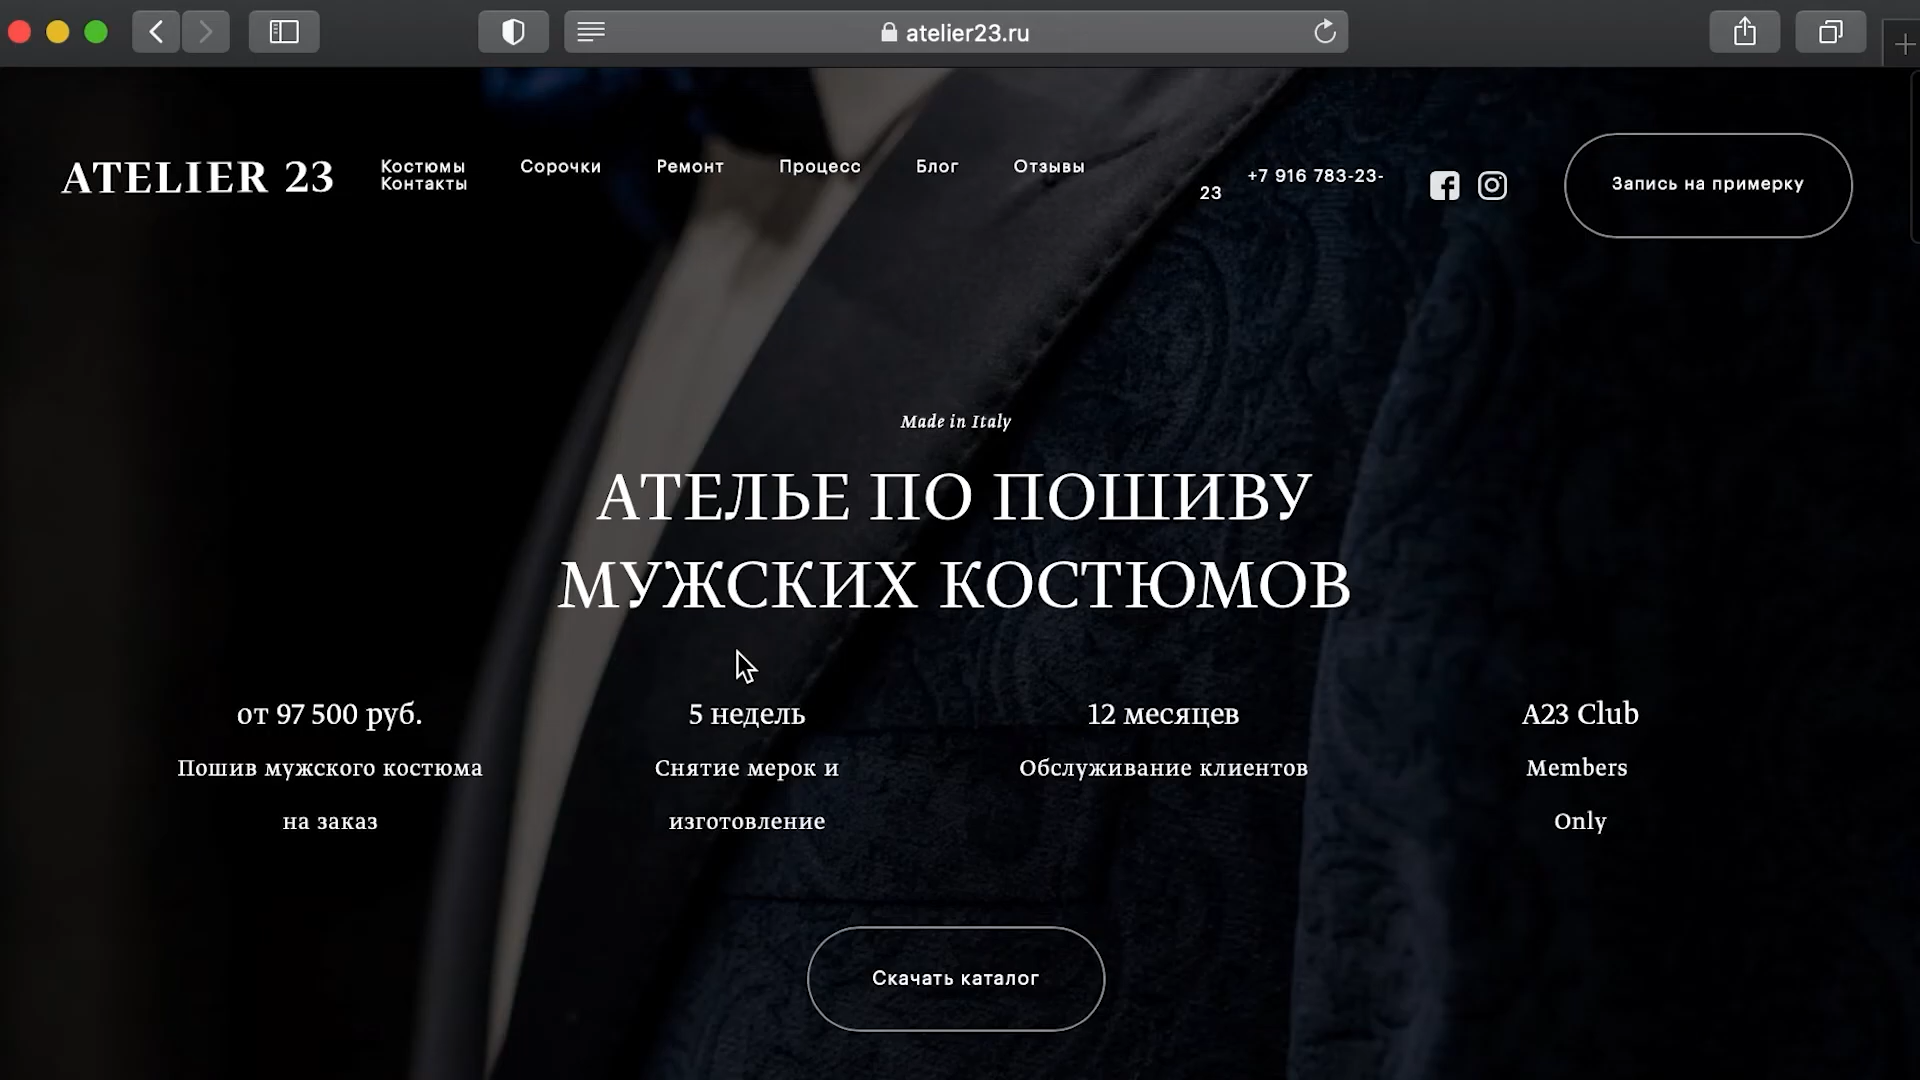 atelier23.ru
ATELIER 23
Костюмы Сорочки Ремонт Процесс Блог Отзывы
Контакты
+7 916 783-23-
23
Запись на примерку
Made in Italy
АТЕЛЬЕ ПО ПОШИВУ
МУЖСКИХ КОСТЮМОВ
от 97 500 руб.
Пошив мужского костюма
на заказ
5 недель
Снятие мерок и
изготовление
12 месяцев
Обслуживание клиентов
A23 Club
Members
Only
Скачать каталог